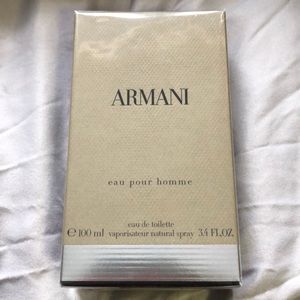 ARMANI
eau pour homme
eau de toilette
℮ 100 ml vaporisateur natural spray 3.4 FL.OZ.